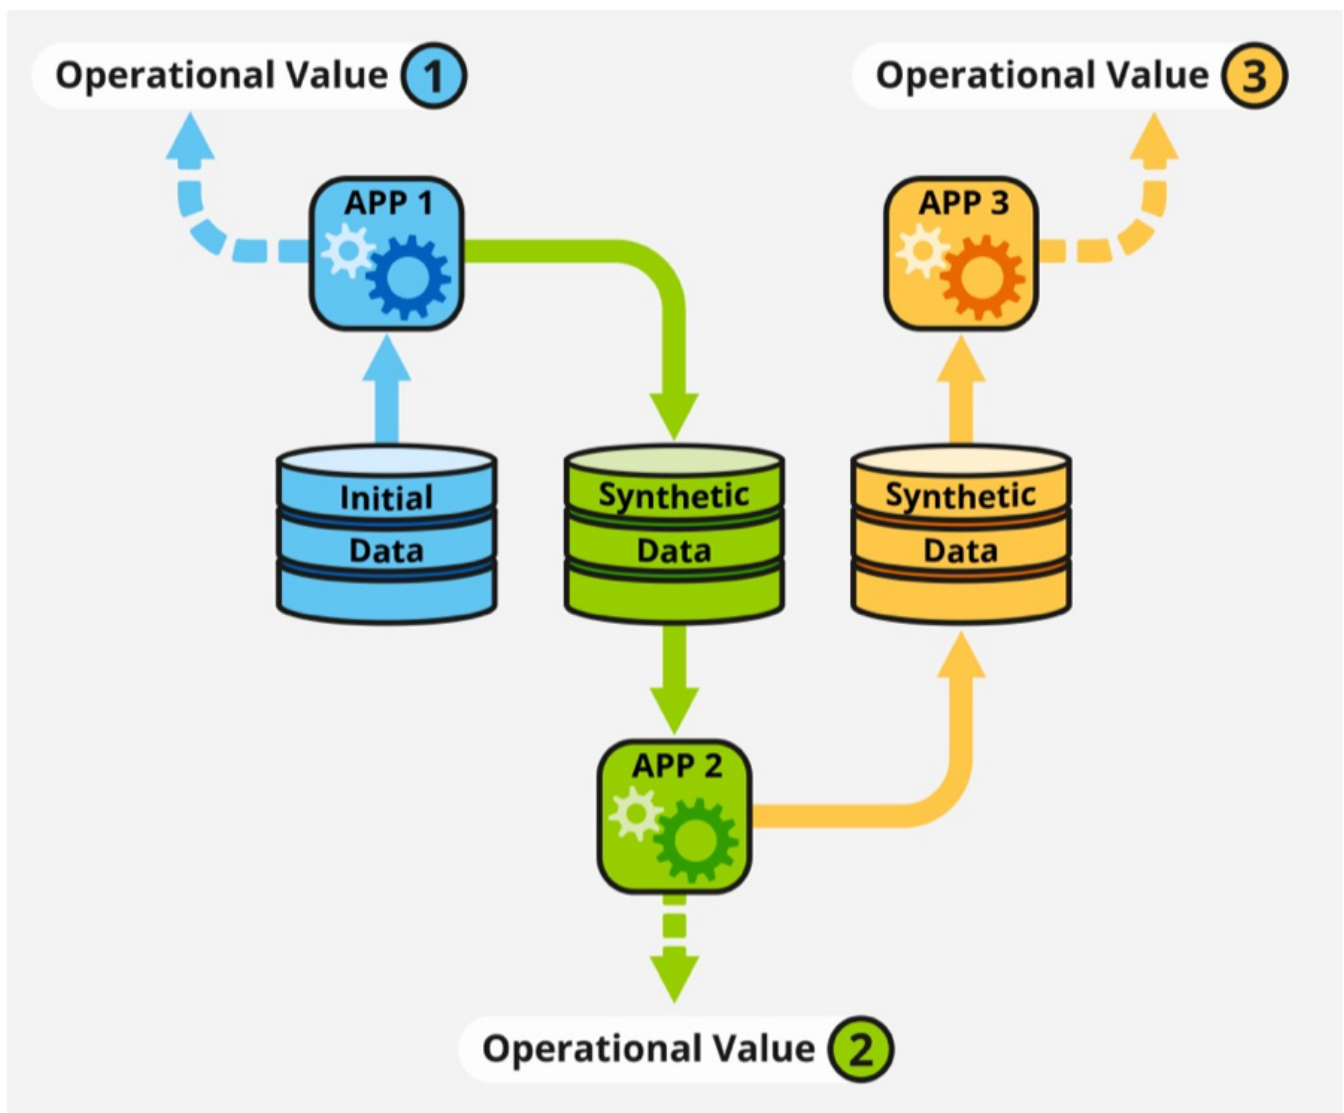 Operational Value 1
Operational Value 3
APP 1
APP 3
Initial
Data
Synthetic
Data
Synthetic
Data
APP 2
Operational Value 2